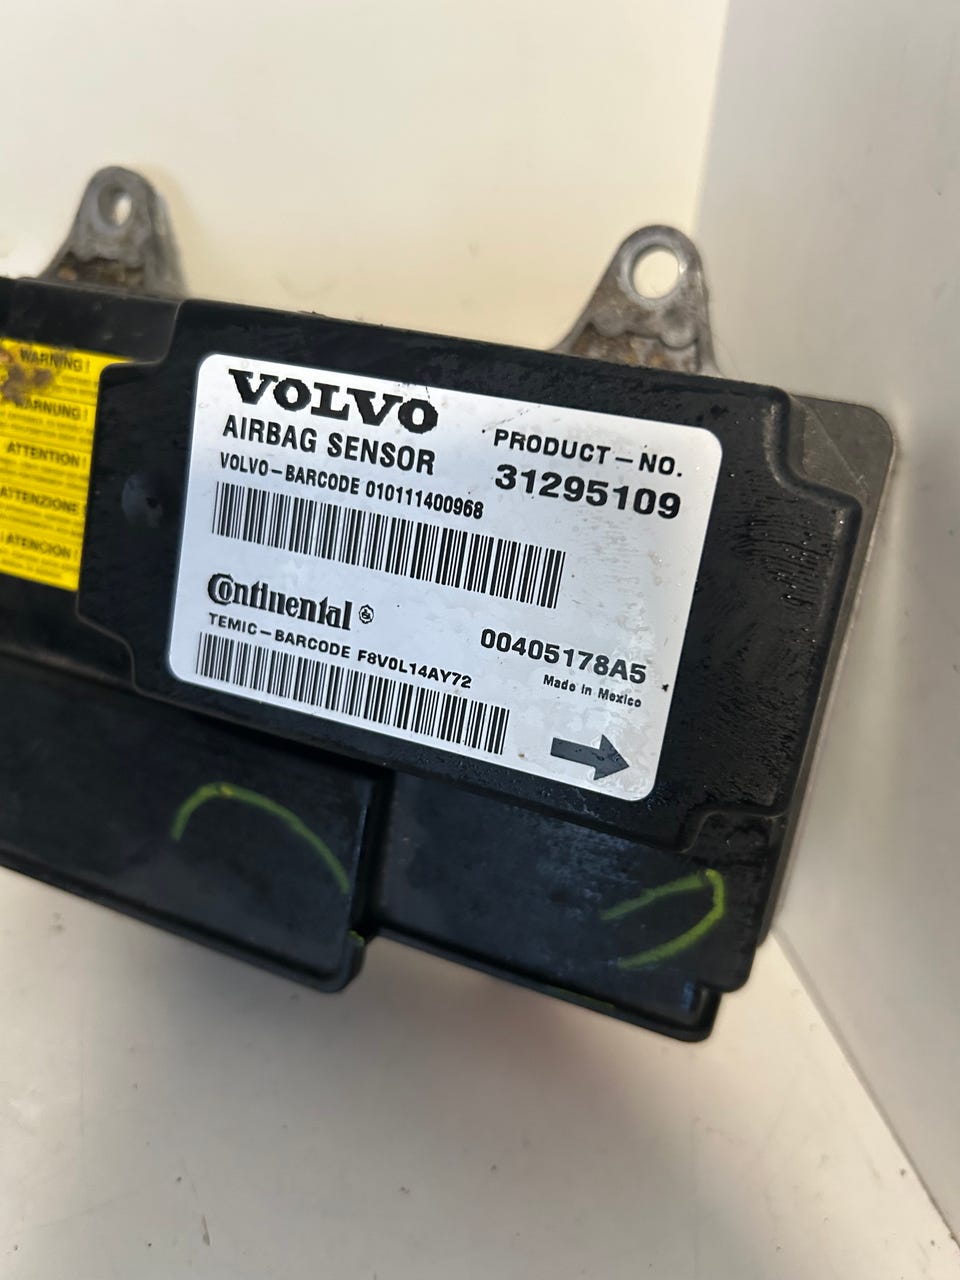 WARNING!
WARNUNG!
ATTENTION!
ATTENZIONE
¡ATENCIÓN!
VOLVO
AIRBAG SENSOR
VOLVO-BARCODE 010111400968
PRODUCT-NO.
31295109
Continental
TEMIC-BARCODE F8V0L14AY72
00405178A5
Made in Mexico